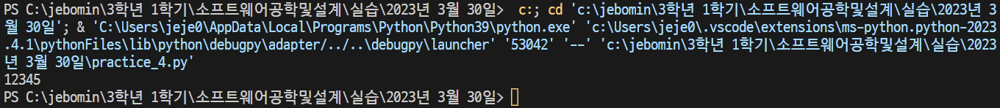 PS C:\jebomin\3학년 1학기\소프트웨어공학및설계\실습\2023년 3월 30일>  c:; cd 'c:\jebomin\3학년 1학기\소프트웨어공학및설계\실습\2023년 3
월 30일'; & 'C:\Users\jeje0\AppData\Local\Programs\Python\Python39\python.exe' 'c:\Users\jeje0\.vscode\extensions\ms-python.python-2023
.4.1\pythonFiles\lib\python\debugpy\adapter/../..\debugpy\launcher' '53042' '--' 'c:\jebomin\3학년 1학기\소프트웨어공학및설계\실습\2023
년 3월 30일\practice_4.py'
12345
PS C:\jebomin\3학년 1학기\소프트웨어공학및설계\실습\2023년 3월 30일>